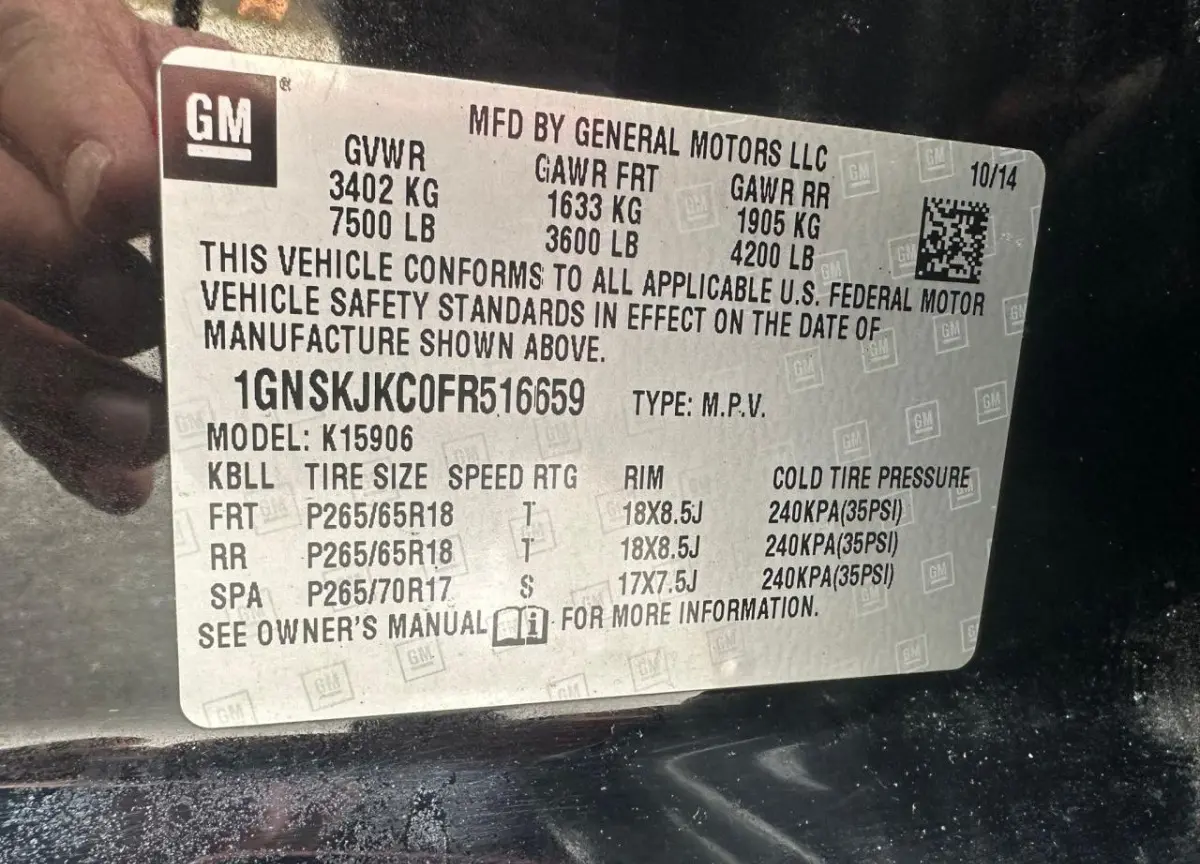 GM ®
MFD BY GENERAL MOTORS LLC
10/14
GVWR GAWR FRT GAWR RR
3402 KG 1633 KG 1905 KG
7500 LB 3600 LB 4200 LB
THIS VEHICLE CONFORMS TO ALL APPLICABLE U.S. FEDERAL MOTOR
VEHICLE SAFETY STANDARDS IN EFFECT ON THE DATE OF
MANUFACTURE SHOWN ABOVE.
1GNSKJKC0FR516659 TYPE: M.P.V.
MODEL: K15906
KBLL TIRE SIZE SPEED RTG RIM COLD TIRE PRESSURE
FRT P265/65R18 T 18X8.5J 240KPA(35PSI)
RR P265/65R18 T 18X8.5J 240KPA(35PSI)
SPA P265/70R17 S 17X7.5J 240KPA(35PSI)
SEE OWNER'S MANUAL i FOR MORE INFORMATION.